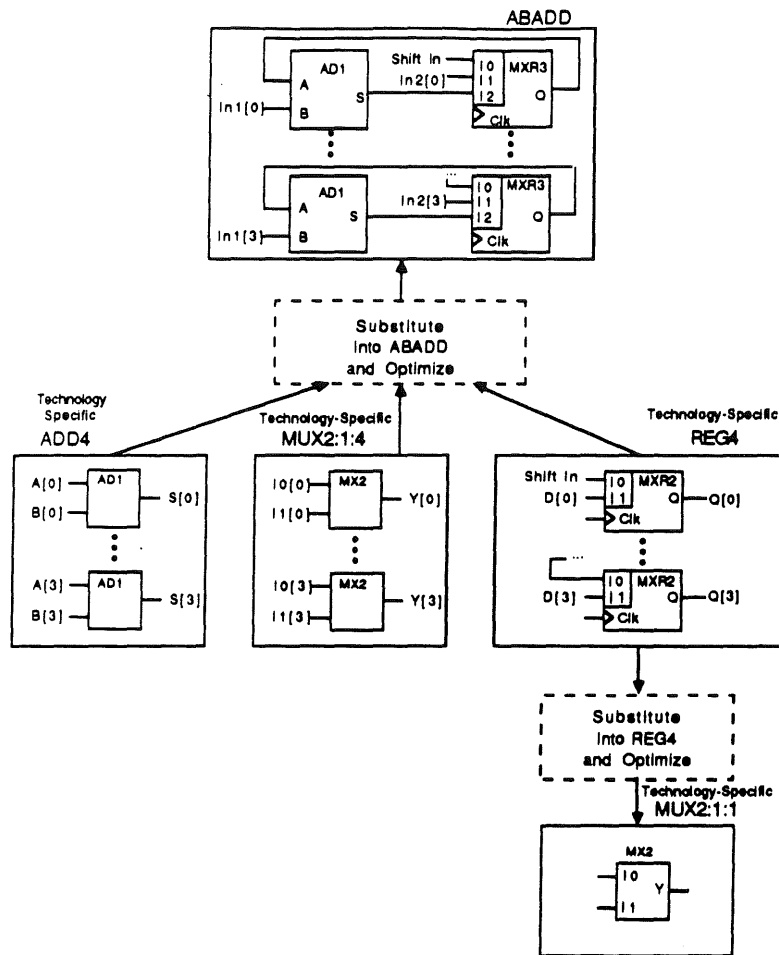 ABADD
AD1
A
S
B
In1[0]
Shift In
In2[0]
I0
I1
I2
MXR3
Q
Clk
AD1
A
S
B
In1[3]
...
In2[3]
I0
I1
I2
MXR3
Q
Clk
Substitute
into ABADD
and Optimize
Technology
Specific
ADD4
Technology-Specific
MUX2:1:4
Technology-Specific
REG4
A[0]
B[0]
AD1
S[0]
A[3]
B[3]
AD1
S[3]
I0[0]
I1[0]
MX2
Y[0]
I0[3]
I1[3]
MX2
Y[3]
Shift In
D[0]
I0
I1
MXR2
Q
Clk
Q[0]
...
D[3]
I0
I1
MXR2
Q
Clk
Q[3]
Substitute
into REG4
and Optimize
Technology-Specific
MUX2:1:1
MX2
I0
Y
I1